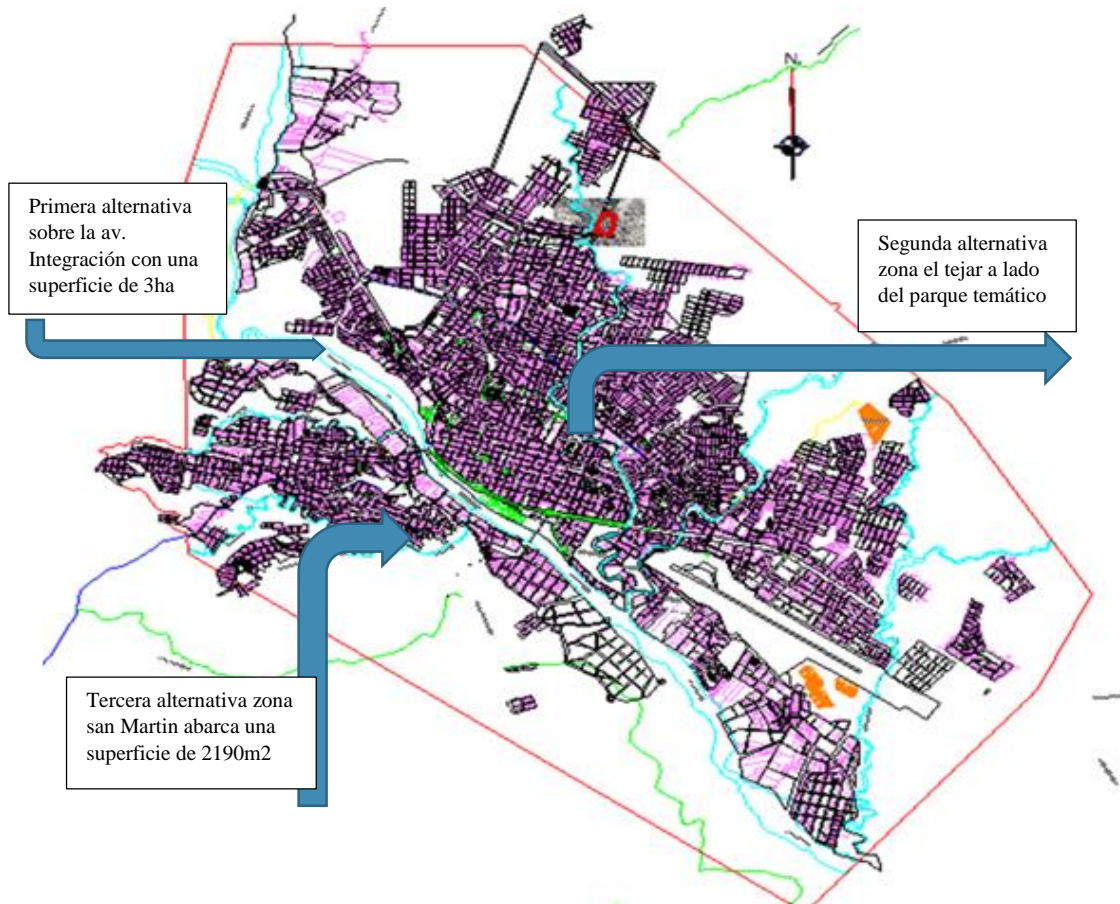 N.
Primera alternativa
sobre la av.
Integración con una
superficie de 3ha
Segunda alternativa
zona el tejar a lado
del parque temático
Tercera alternativa zona
san Martin abarca una
superficie de 2190m2